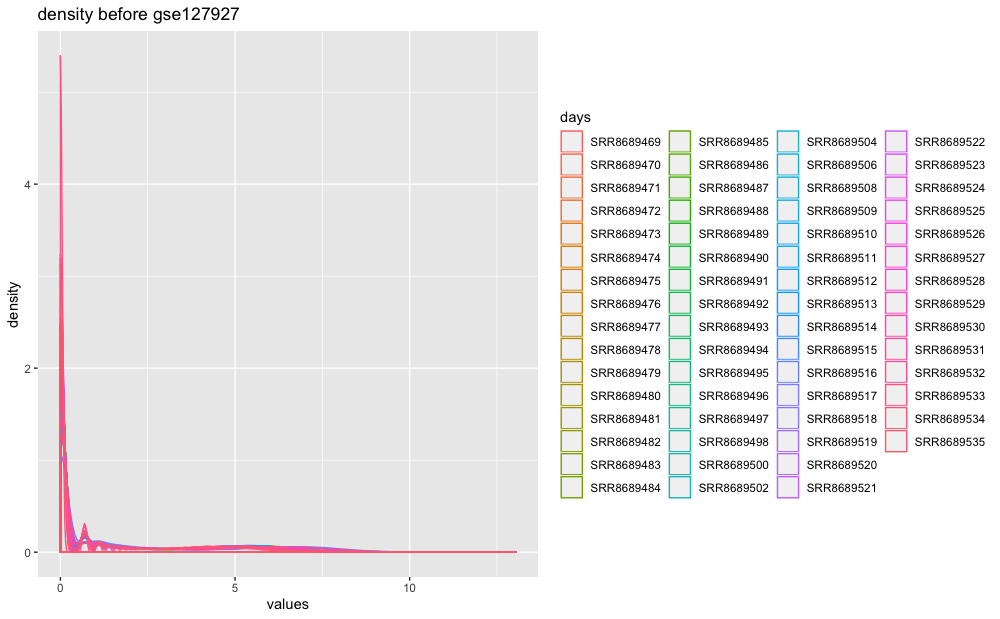 density before gse127927
density
4
2
0
0
5
10
values
days
SRR8689469
SRR8689470
SRR8689471
SRR8689472
SRR8689473
SRR8689474
SRR8689475
SRR8689476
SRR8689477
SRR8689478
SRR8689479
SRR8689480
SRR8689481
SRR8689482
SRR8689483
SRR8689484
SRR8689485
SRR8689486
SRR8689487
SRR8689488
SRR8689489
SRR8689490
SRR8689491
SRR8689492
SRR8689493
SRR8689494
SRR8689495
SRR8689496
SRR8689497
SRR8689498
SRR8689500
SRR8689502
SRR8689504
SRR8689506
SRR8689508
SRR8689509
SRR8689510
SRR8689511
SRR8689512
SRR8689513
SRR8689514
SRR8689515
SRR8689516
SRR8689517
SRR8689518
SRR8689519
SRR8689520
SRR8689521
SRR8689522
SRR8689523
SRR8689524
SRR8689525
SRR8689526
SRR8689527
SRR8689528
SRR8689529
SRR8689530
SRR8689531
SRR8689532
SRR8689533
SRR8689534
SRR8689535